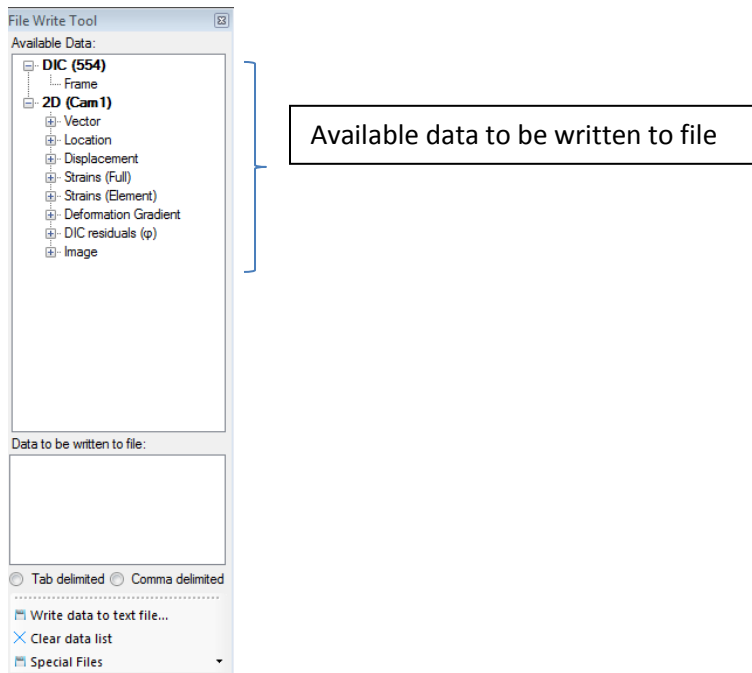 File Write Tool
Available Data:
DIC (554)
Frame
2D (Cam1)
Vector
Location
Displacement
Strains (Full)
Strains (Element)
Deformation Gradient
DIC residuals (φ)
Image
Available data to be written to file
Data to be written to file:
Tab delimited Comma delimited
Write data to text file...
Clear data list
Special Files